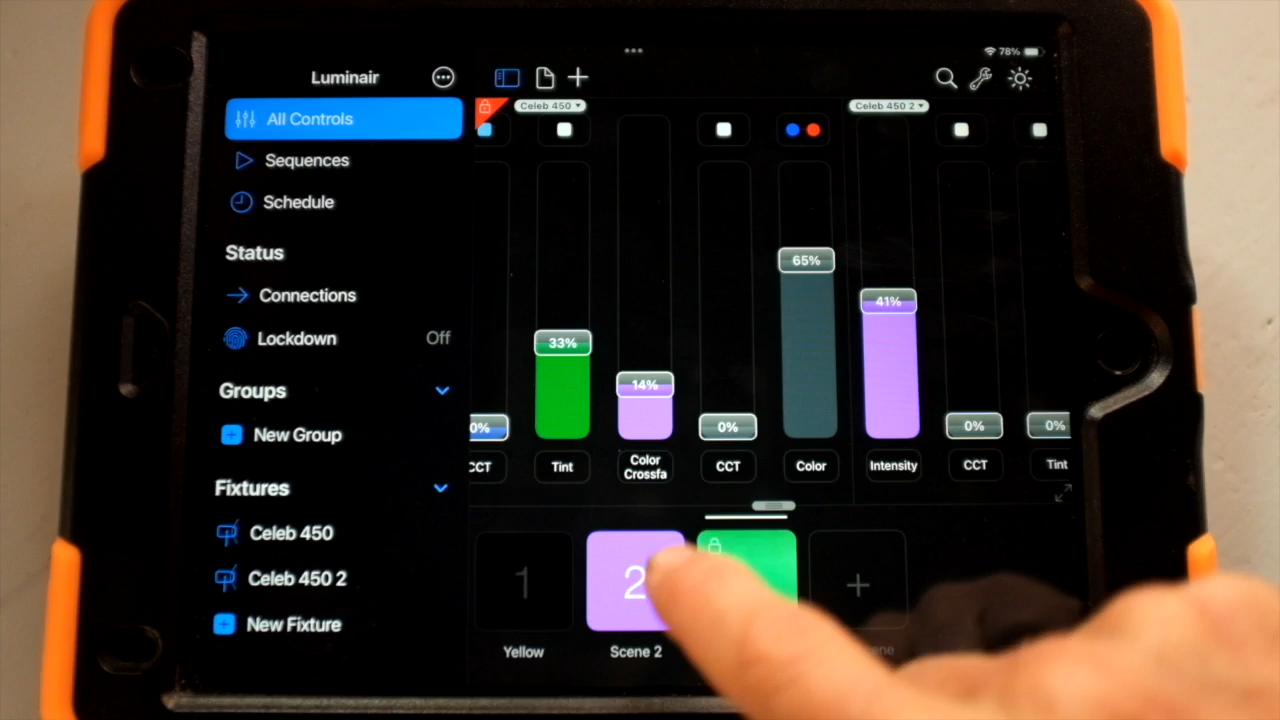 78%
Luminair
All Controls
Celeb 450
Celeb 450 2
Sequences
Schedule
Status
65%
Connections
41%
Lockdown Off
33%
14%
Groups
0%
0%
0%
0%
New Group
CCT
Tint
Color
Crossfa
CCT
Color
Intensity
CCT
Tint
Fixtures
Celeb 450
Celeb 450 2
New Fixture
1
2
Yellow
Scene 2